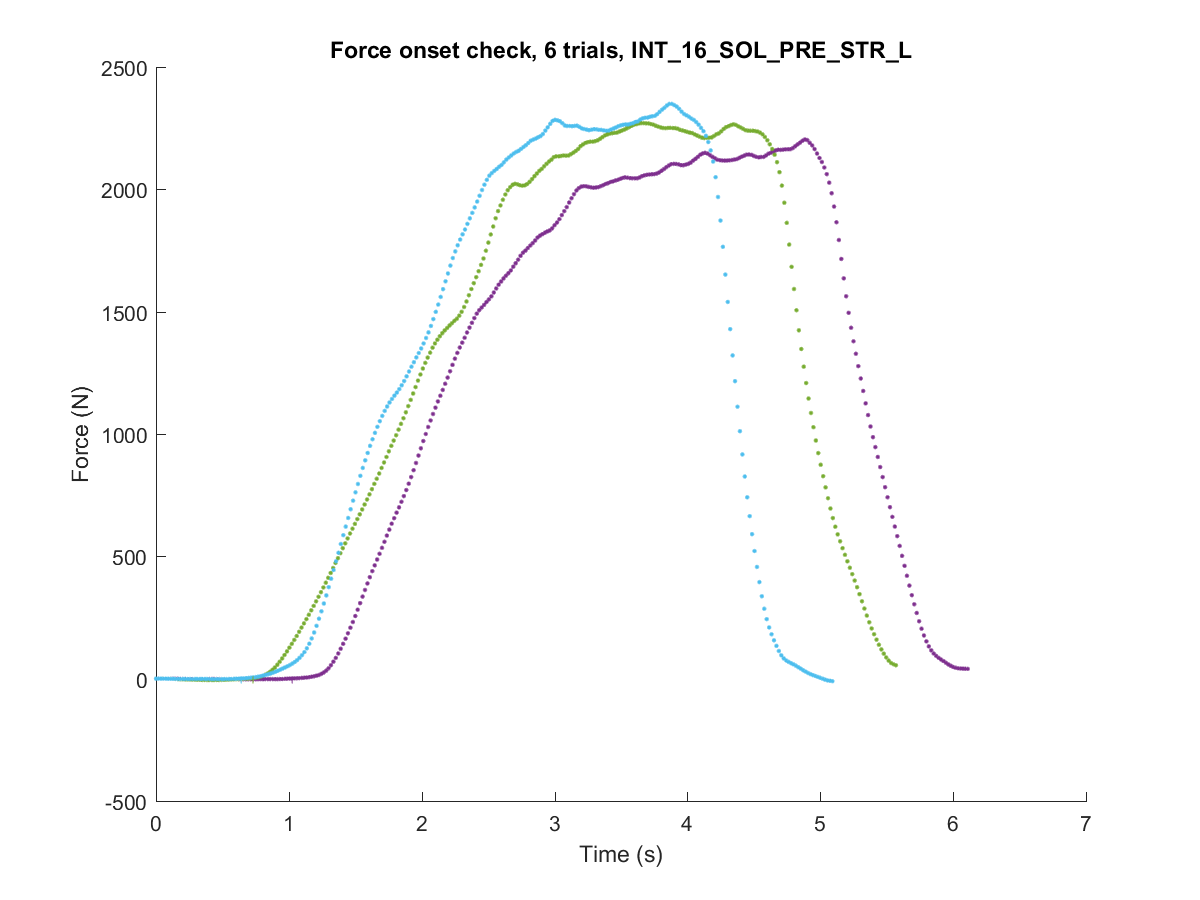 Force onset check, 6 trials, INT_16_SOL_PRE_STR_L
2500
2000
1500
1000
500
0
-500
Force (N)
0 1 2 3 4 5 6 7
Time (s)